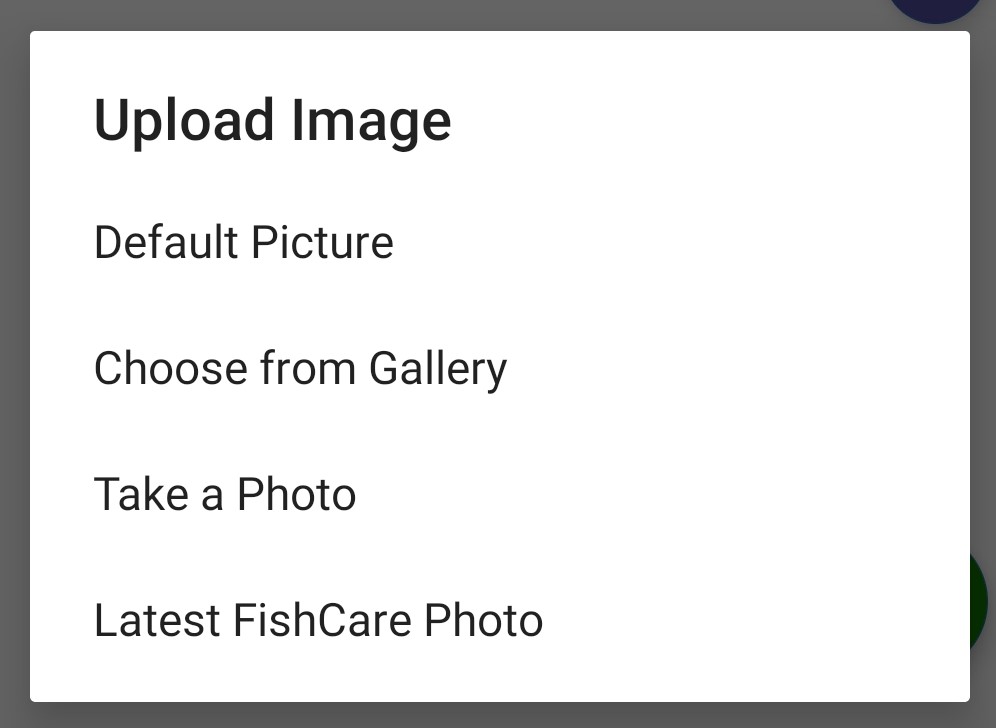 Upload Image
Default Picture
Choose from Gallery
Take a Photo
Latest FishCare Photo